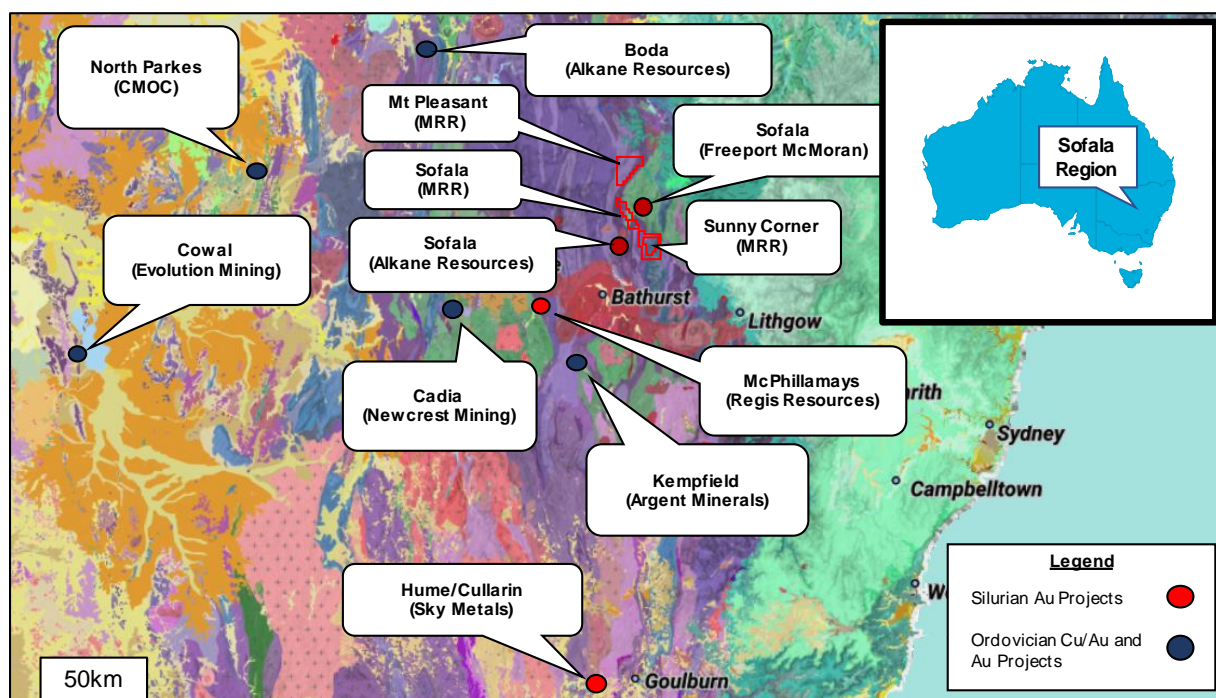 North Parkes
(CMOC)
Boda
(Alkane Resources)
Mt Pleasant
(MRR)
Sofala
(Freeport McMoran)
Sofala
(MRR)
Sunny Corner
(MRR)
Sofala
(Alkane Resources)
Cowal
(Evolution Mining)
Sofala
Region
Bathurst
Lithgow
Cadia
(Newcrest Mining)
McPhillamays
(Regis Resources)
Sydney
Campbelltown
Kempfield
(Argent Minerals)
Hume/Cullarin
(Sky Metals)
Goulburn
50km
Legend
Silurian Au Projects
Ordovician Cu/Au and
Au Projects